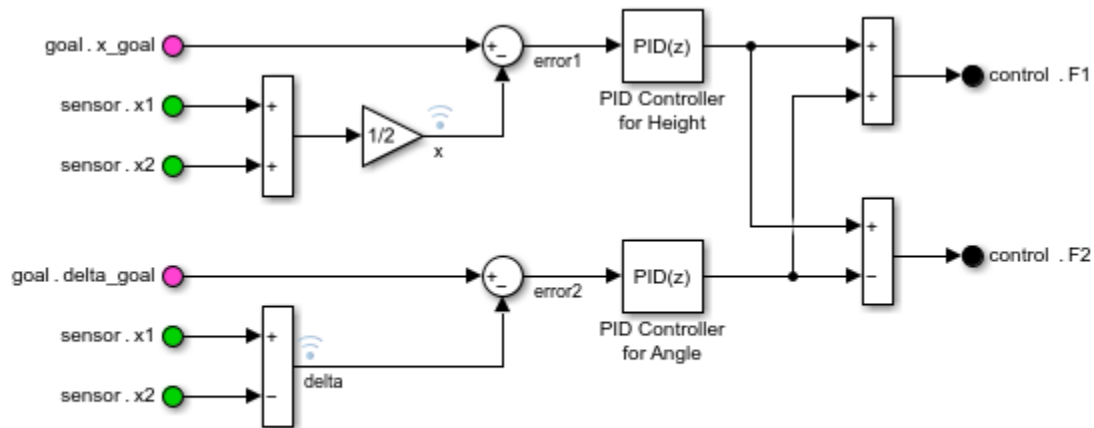 goal . x_goal
+
−
error1
PID(z)
PID Controller
for Height
+
+
control . F1
sensor . x1
sensor . x2
+
+
1/2
x
goal . delta_goal
+
−
error2
PID(z)
PID Controller
for Angle
+
−
control . F2
sensor . x1
sensor . x2
+
−
delta